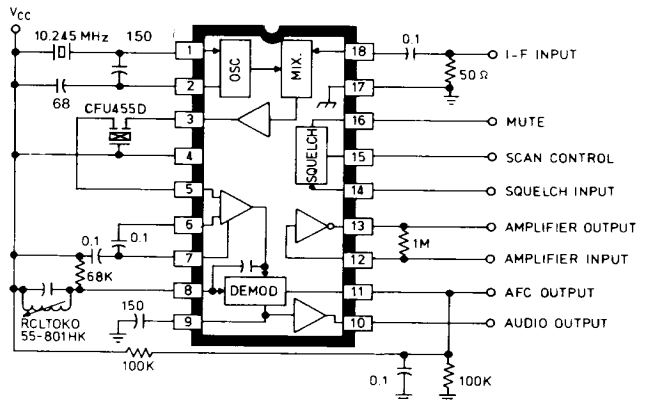 VCC
10.245 MHz
150
68
CFU455D
0.1
0.1
68K
RCLTOKO
55-801HK
150
100K
1
2
3
4
5
6
7
8
9
OSC
MIX.
SQUELCH
DEMOD
18
17
16
15
14
13
12
11
10
0.1
I-F INPUT
50 Ω
MUTE
SCAN CONTROL
SQUELCH INPUT
AMPLIFIER OUTPUT
1M
AMPLIFIER INPUT
AFC OUTPUT
AUDIO OUTPUT
0.1
100K